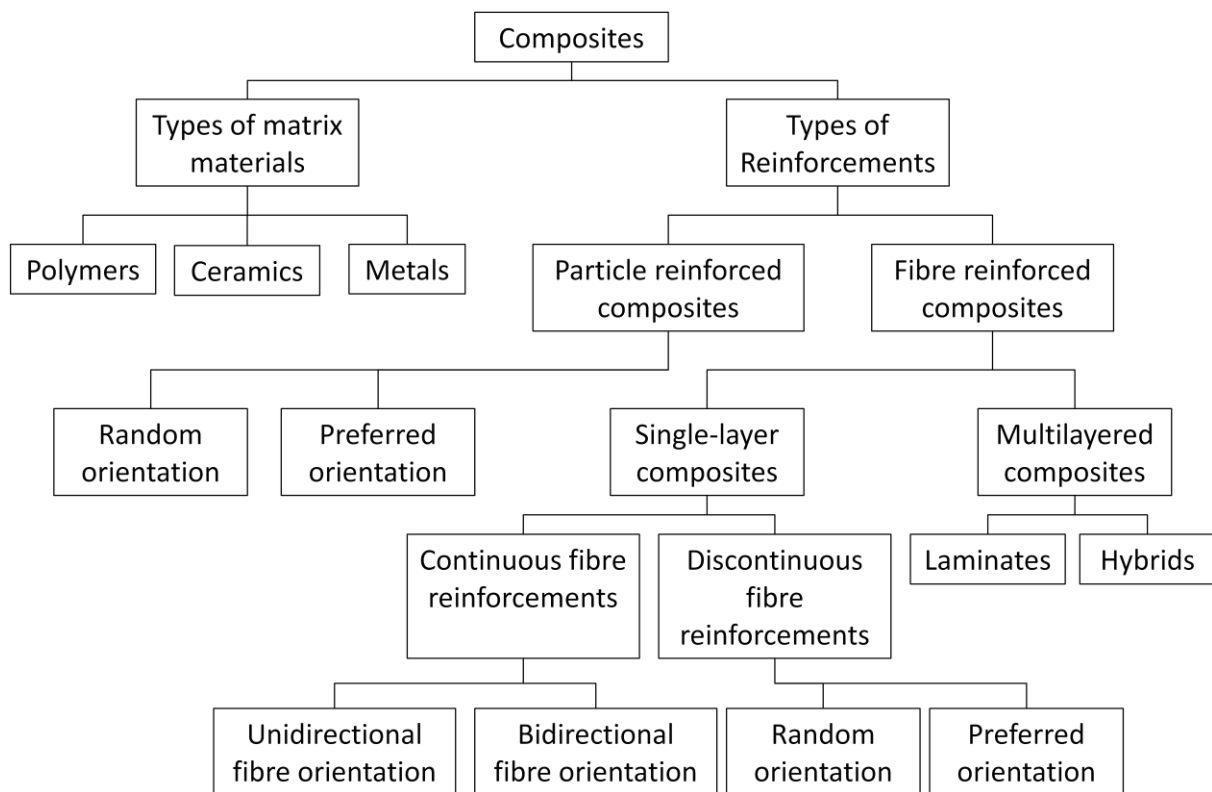 Composites
Types of matrix
materials
Types of
Reinforcements
Polymers
Ceramics
Metals
Particle reinforced
composites
Fibre reinforced
composites
Random
orientation
Preferred
orientation
Single-layer
composites
Multilayered
composites
Continuous fibre
reinforcements
Discontinuous
fibre
reinforcements
Laminates
Hybrids
Unidirectional
fibre orientation
Bidirectional
fibre orientation
Random
orientation
Preferred
orientation